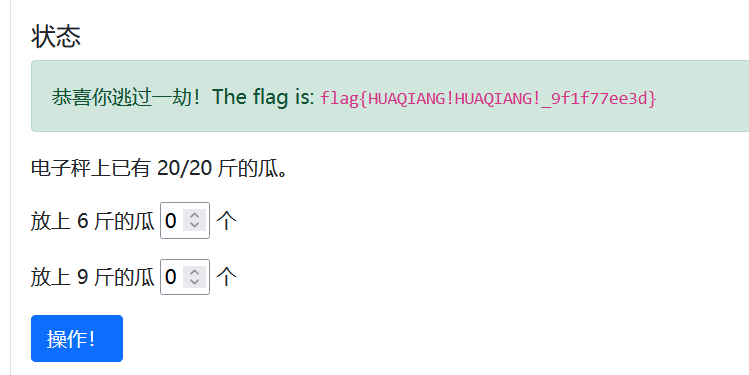 状态
恭喜你逃过一劫！The flag is: flag{HUAQIANG!HUAQIANG!_9f1f77ee3d}
电子秤上已有 20/20 斤的瓜。
放上 6 斤的瓜 0 个
放上 9 斤的瓜 0 个
操作！